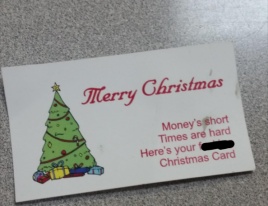 Merry Christmas
Money's short
Times are hard
Here's your f
Christmas Card